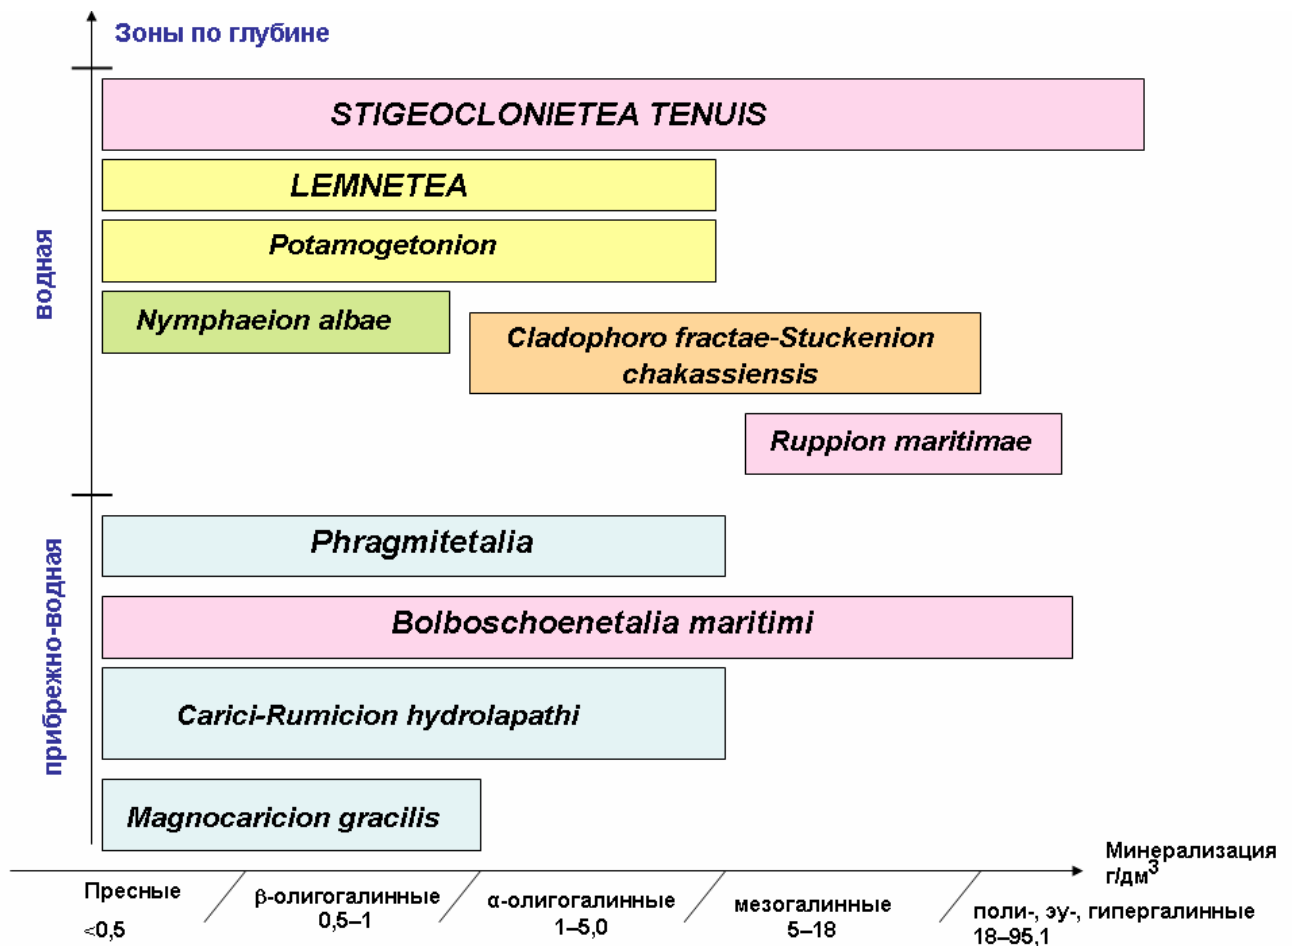 Зоны по глубине
STIGEOCLONIETEA TENUIS
LEMNETEA
Potamogetonion
водная
Nymphaeion albae
Cladophoro fractae-Stuckenion
chakassiensis
Ruppion maritimae
Phragmitetalia
Bolboschoenetalia maritimi
прибрежно-водная
Carici-Rumicion hydrolapathi
Magnocaricion gracilis
Минерализация
г/дм³
Пресные
<0,5
β-олигогалинные
0,5–1
α-олигогалинные
1–5,0
мезогалинные
5–18
поли-, эу-, гипергалинные
18–95,1